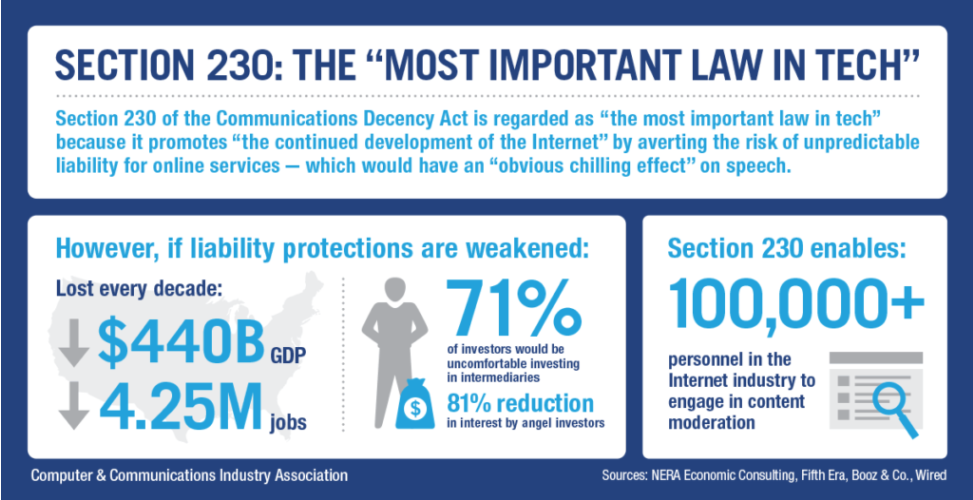 SECTION 230: THE “MOST IMPORTANT LAW IN TECH”
Section 230 of the Communications Decency Act is regarded as “the most important law in tech”
because it promotes “the continued development of the Internet” by averting the risk of unpredictable
liability for online services — which would have an “obvious chilling effect” on speech.
However, if liability protections are weakened:
Lost every decade:
$440B GDP
4.25M jobs
71%
of investors would be
uncomfortable investing
in intermediaries
$
81% reduction
in interest by angel investors
Section 230 enables:
100,000+
personnel in the
Internet industry to
engage in content
moderation
Computer & Communications Industry Association
Sources: NERA Economic Consulting, Fifth Era, Booz & Co., Wired